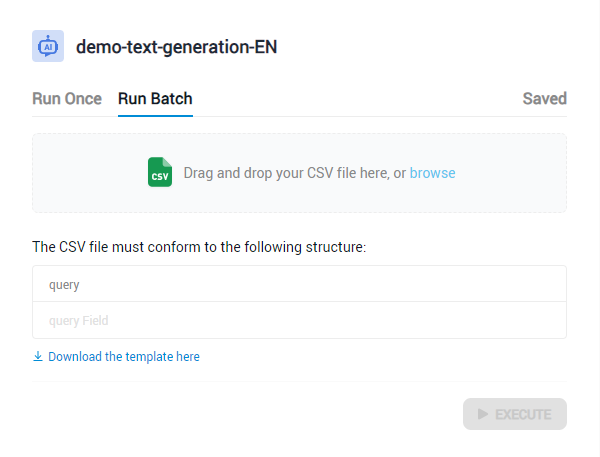 AI
demo-text-generation-EN
Run Once Run Batch Saved
CSV Drag and drop your CSV file here, or browse
The CSV file must conform to the following structure:
query
query Field
Download the template here
EXECUTE